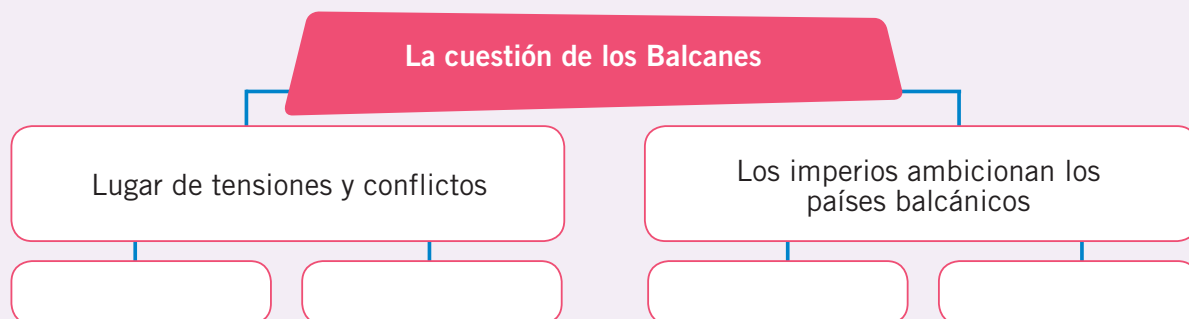 La cuestión de los Balcanes
Lugar de tensiones y conflictos
Los imperios ambicionan los
países balcánicos